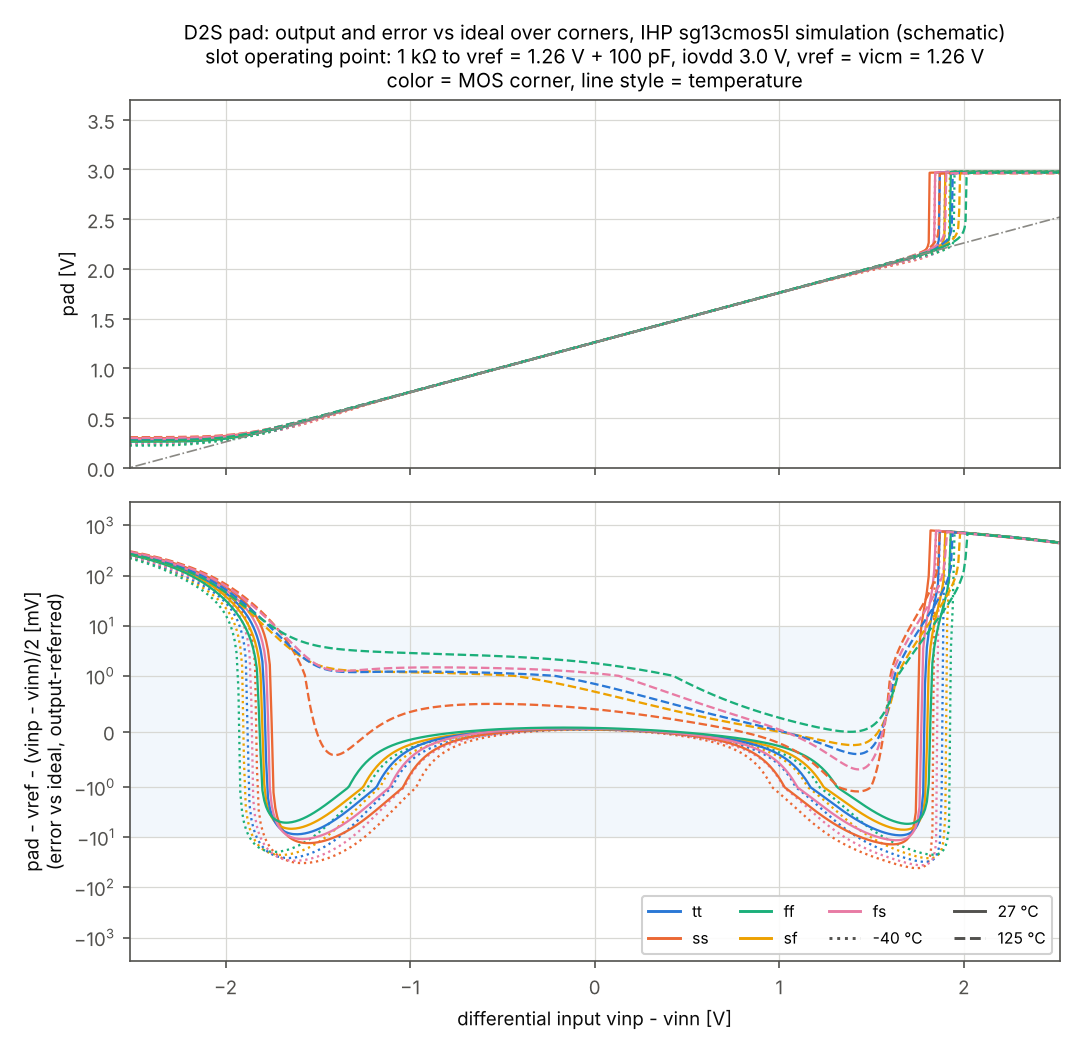 D2S pad: output and error vs ideal over corners, IHP sg13cmos5l simulation (schematic)
slot operating point: 1 kΩ to vref = 1.26 V + 100 pF, iovdd 3.0 V, vref = vicm = 1.26 V
color = MOS corner, line style = temperature
3.5
3.0
2.5
2.0
1.5
1.0
0.5
0.0
pad [V]
10³
10²
10¹
10⁰
0
−10⁰
−10¹
−10²
−10³
pad - vref - (vinp - vinn)/2 [mV]
(error vs ideal, output-referred)
tt ff fs 27 °C
ss sf -40 °C 125 °C
−2 −1 0 1 2
differential input vinp - vinn [V]